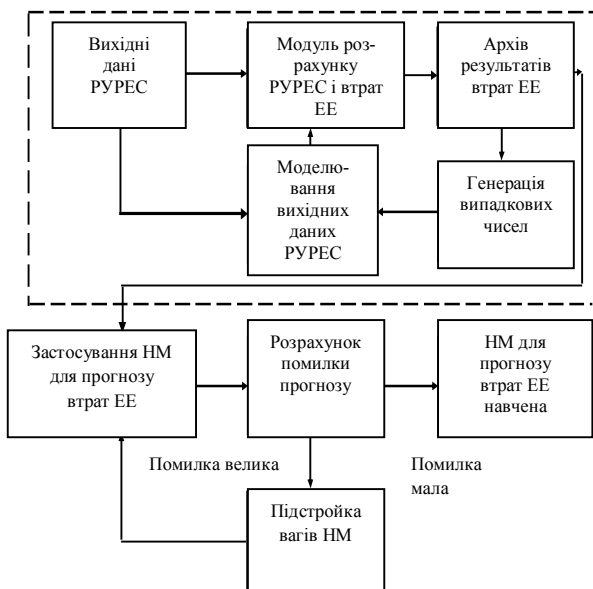 Вихідні
дані
РУРЕС
Модуль роз-
рахунку
РУРЕС і втрат
ЕЕ
Архів
результатів
втрат ЕЕ
Моделю-
вання
вихідних
даних
РУРЕС
Генерація
випадкових
чисел
Застосування НМ
для прогнозу
втрат ЕЕ
Розрахунок
помилки
прогнозу
НМ для
прогнозу
втрат ЕЕ
навчена
Помилка велика
Помилка
мала
Підстройка
вагів НМ